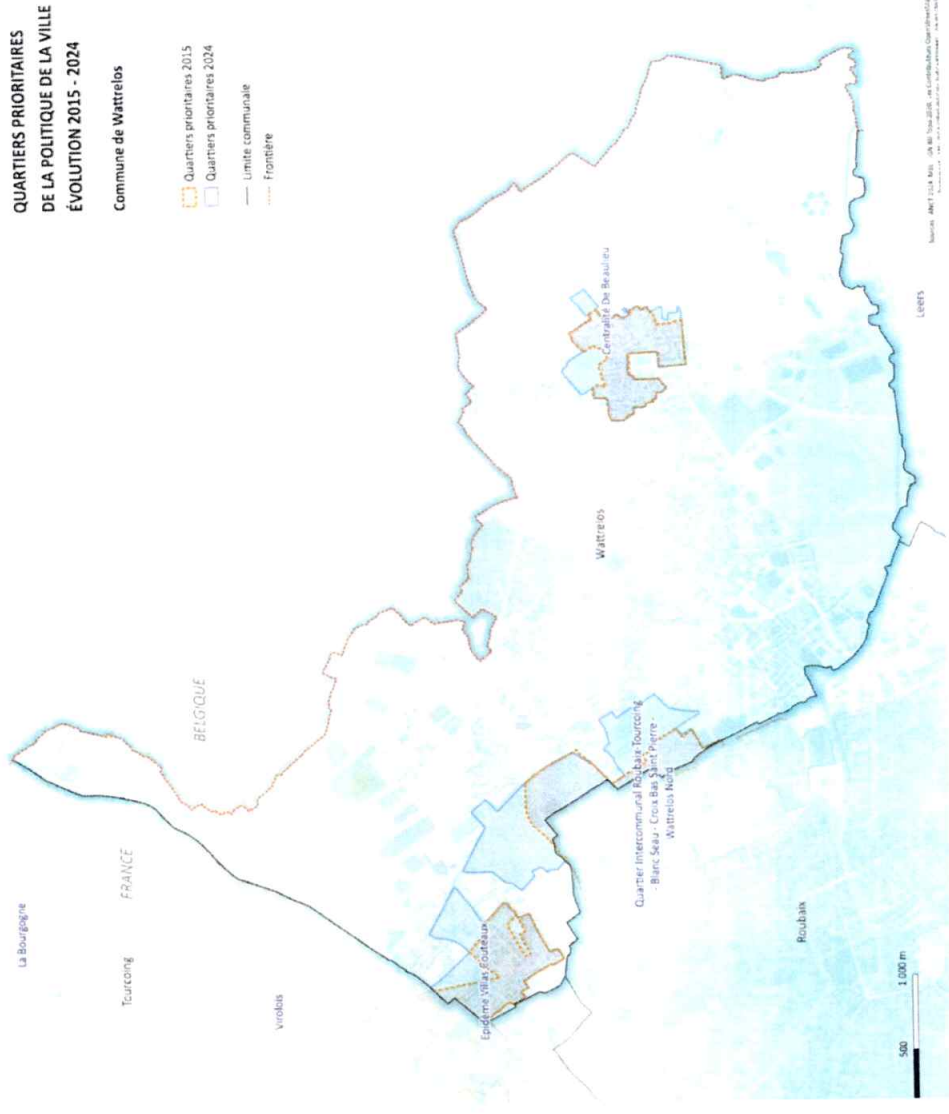 QUARTIERS PRIORITAIRES
DE LA POLITIQUE DE LA VILLE
ÉVOLUTION 2015 - 2024
Commune de Wattrelos
Quartiers prioritaires 2015
Quartiers prioritaires 2024
Limite communale
Frontière
La Bourgogne
Tourcoing
FRANCE
BELGIQUE
Virolois
Epidème Villas Couteaux
Quartier Intercommunal Roubaix-Tourcoing
- Blanc Seau - Croix Bas Saint Pierre -
Wattrelos Nord
Wattrelos
Centralité De Beaulieu
Roubaix
Leers
500
1 000 m